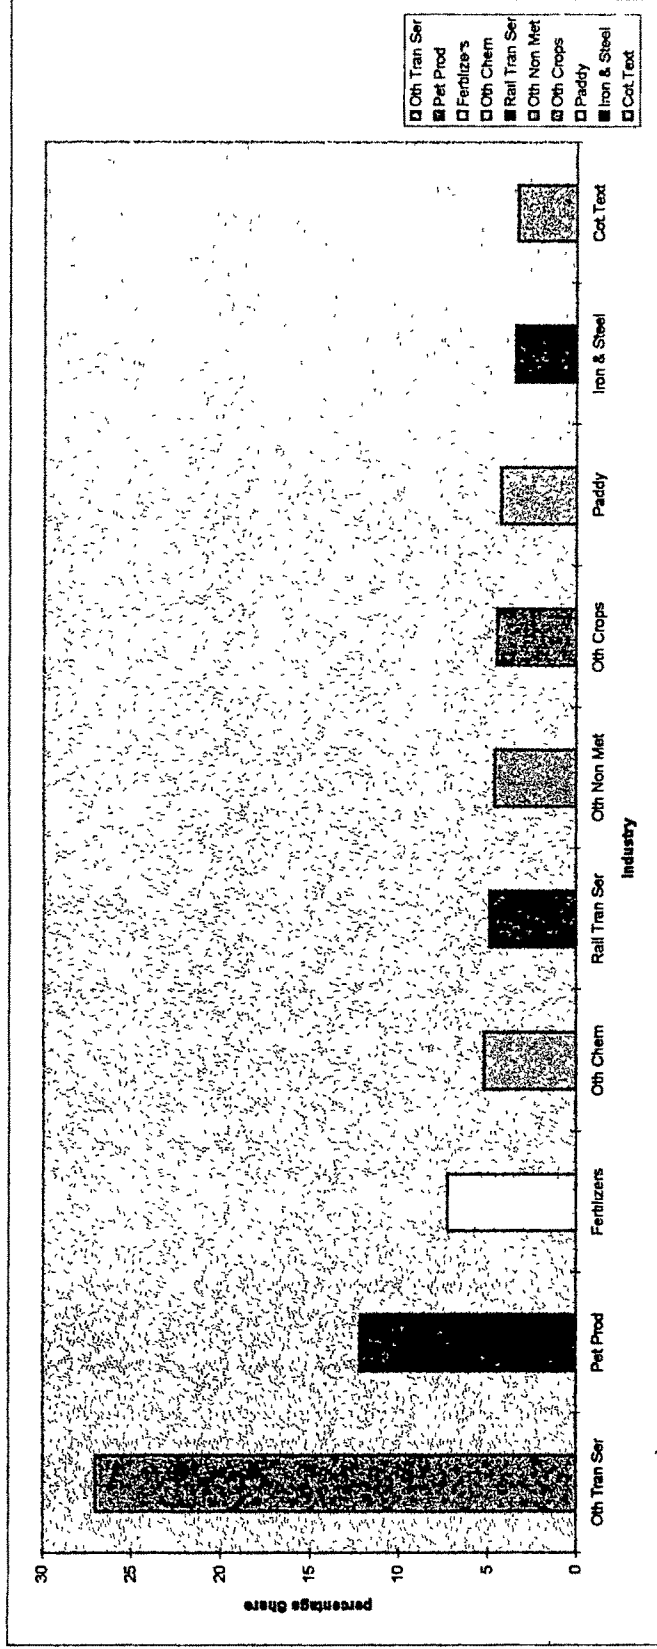 percentage Share
30
25
20
15
10
5
0
Oth Tran Ser
Pet Prod
Fertilizers
Oth Chem
Rail Tran Ser
Oth Non Met
Oth Crops
Paddy
Iron & Steel
Cot. Text
Industry
Oth Tran Ser
Pet Prod
Fertilizers
Oth Chem
Rail Tran Ser
Oth Non Met
Oth Crops
Paddy
Iron & Steel
Cot. Text